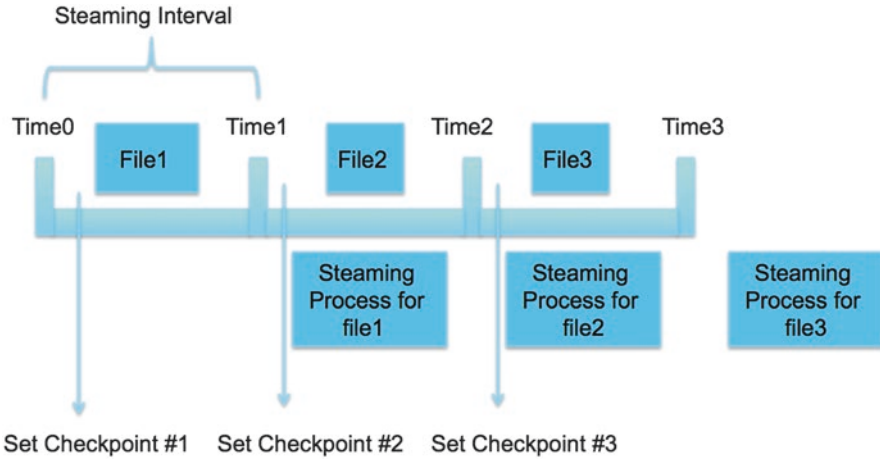 Steaming Interval
Time0
Time1
Time2
Time3
File1
File2
File3
Steaming
Process for
file1
Steaming
Process for
file2
Steaming
Process for
file3
Set Checkpoint #1
Set Checkpoint #2
Set Checkpoint #3